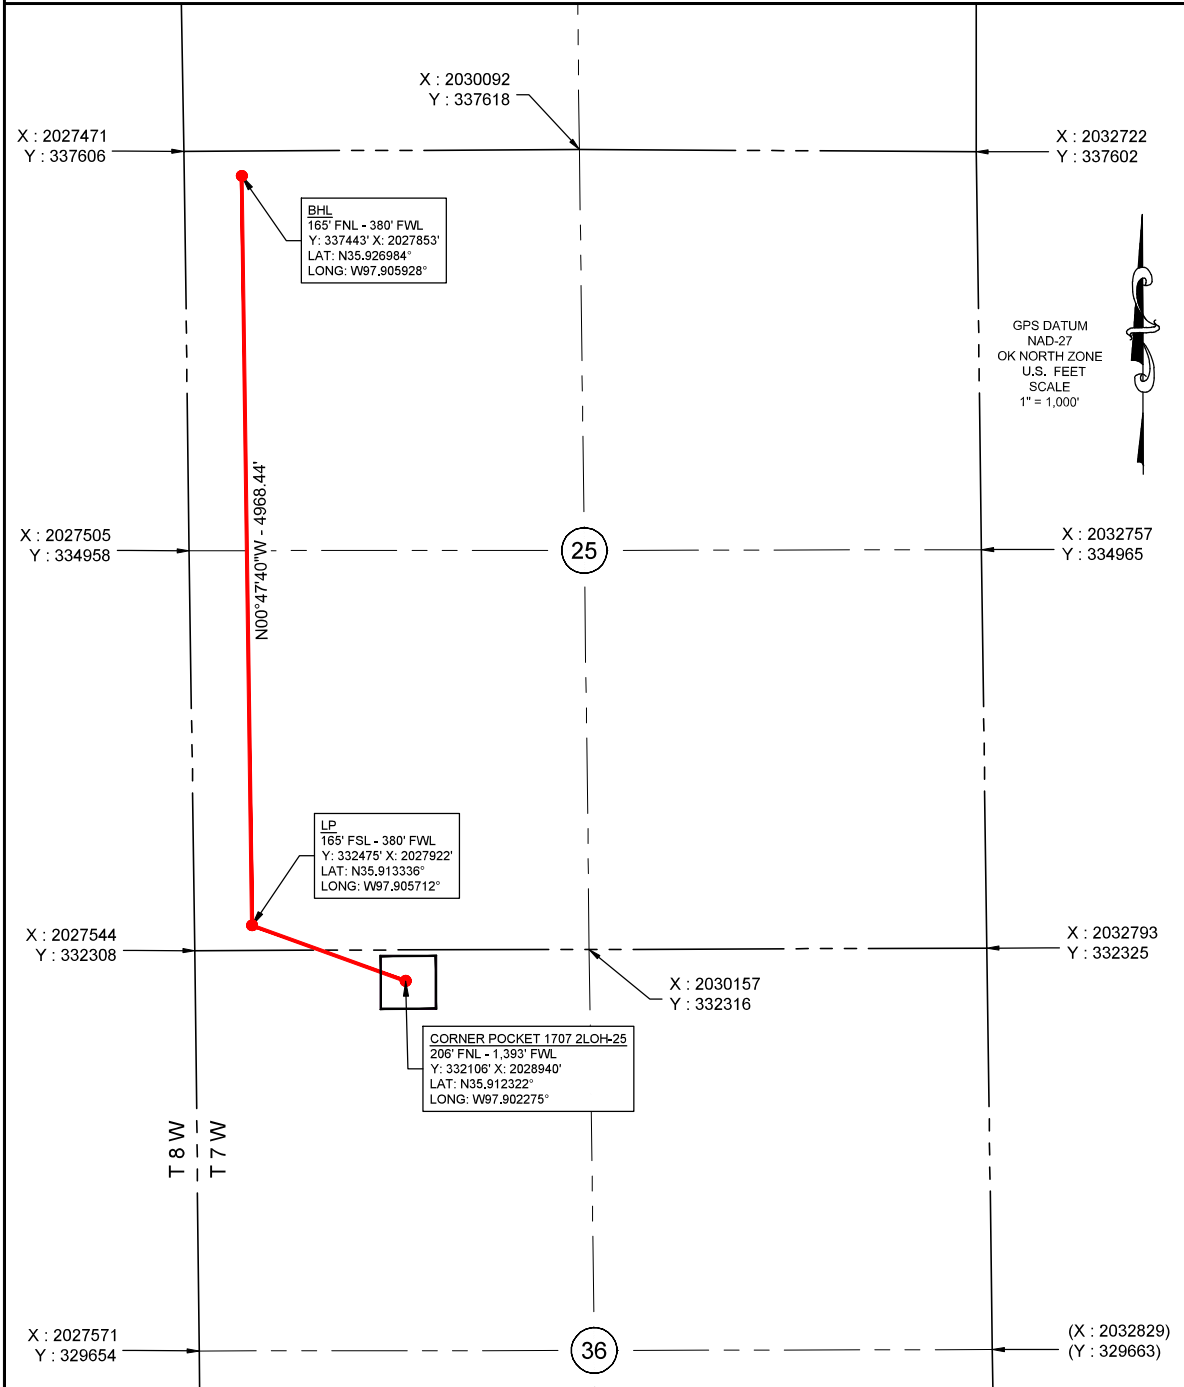 X : 2030092
Y : 337618
X : 2027471
Y : 337606
X : 2032722
Y : 337602
BHL
165' FNL - 380' FWL
Y: 337443' X: 2027853'
LAT: N35.926984°
LONG: W97.905928°
GPS DATUM
NAD-27
OK NORTH ZONE
U.S. FEET
SCALE
1" = 1,000'
N00°47'40"W - 4968.44'
X : 2027505
Y : 334958
25
X : 2032757
Y : 334965
LP
165' FSL - 380' FWL
Y: 332475' X: 2027922'
LAT: N35.913336°
LONG: W97.905712°
X : 2027544
Y : 332308
X : 2032793
Y : 332325
X : 2030157
Y : 332316
CORNER POCKET 1707 2LOH-25
206' FNL - 1,393' FWL
Y: 332106' X: 2028940'
LAT: N35.912322°
LONG: W97.902275°
T 8 W
T 7 W
X : 2027571
Y : 329654
36
(X : 2032829)
(Y : 329663)